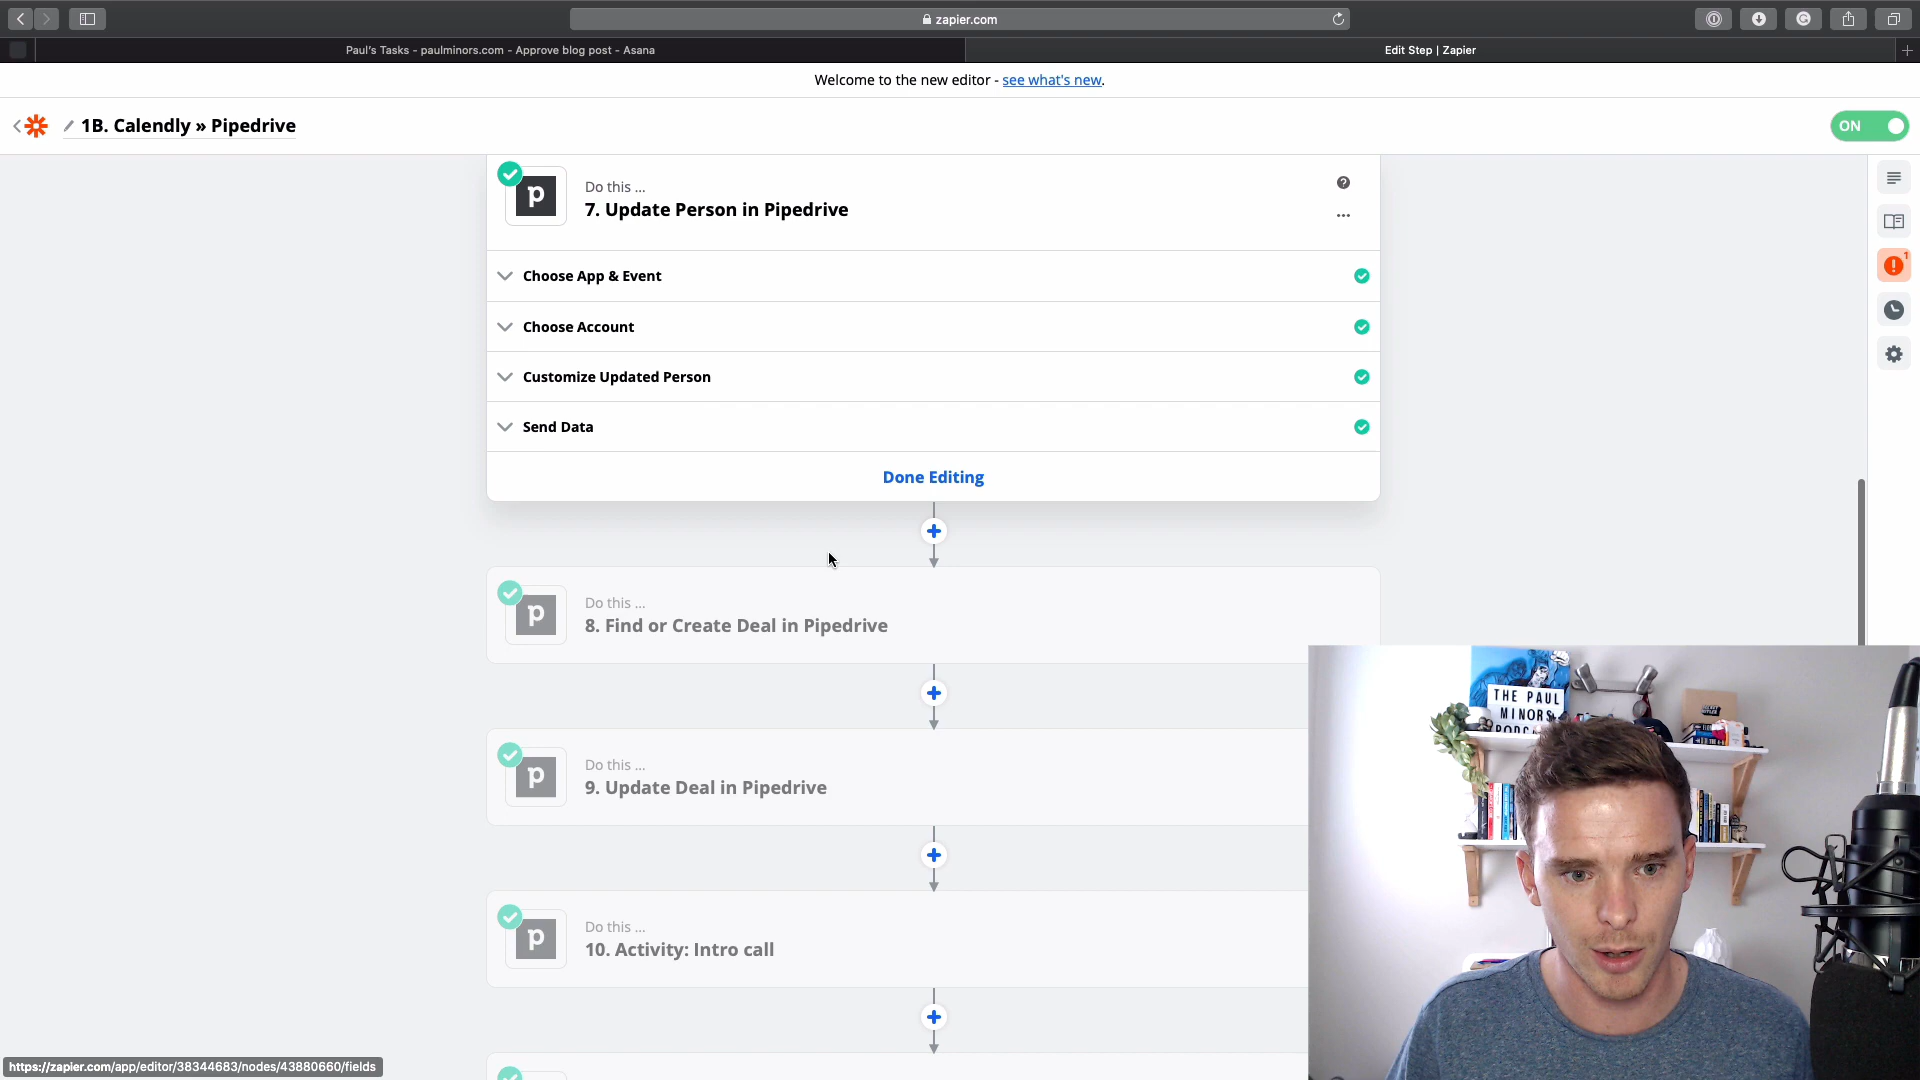 zapier.com
Paul's Tasks - paulminors.com - Approve blog post - Asana
Edit Step | Zapier
Welcome to the new editor - see what's new.
1B. Calendly » Pipedrive
ON
Do this ...
7. Update Person in Pipedrive
Choose App & Event
Choose Account
Customize Updated Person
Send Data
Done Editing
Do this ...
8. Find or Create Deal in Pipedrive
Do this ...
9. Update Deal in Pipedrive
Do this ...
10. Activity: Intro call
THE PAUL
MINORS
https://zapier.com/app/editor/38344683/nodes/43880660/fields